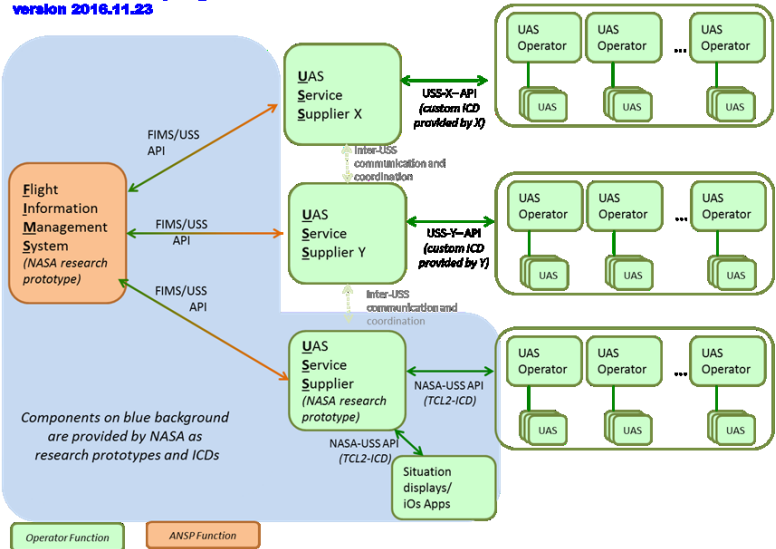 version 2016.11.23
UAS
Service
Supplier X
USS-X–API
(custom ICD
provided by X)
UAS
Operator
UAS
Operator
...
UAS
Operator
UAS
UAS
UAS
FIMS/USS
API
Inter-USS
communication and
coordination
Flight
Information
Management
System
(NASA research
prototype)
FIMS/USS
API
UAS
Service
Supplier Y
USS-Y–API
(custom ICD
provided by Y)
UAS
Operator
UAS
Operator
...
UAS
Operator
UAS
UAS
UAS
FIMS/USS
API
Inter-USS
communication and
coordination
UAS
Service
Supplier
(NASA research
prototype)
NASA-USS API
(TCL2-ICD)
UAS
Operator
UAS
Operator
...
UAS
Operator
UAS
UAS
UAS
Components on blue background
are provided by NASA as
research prototypes and ICDs
NASA-USS API
(TCL2-ICD)
Situation
displays/
iOs Apps
Operator Function
ANSP Function